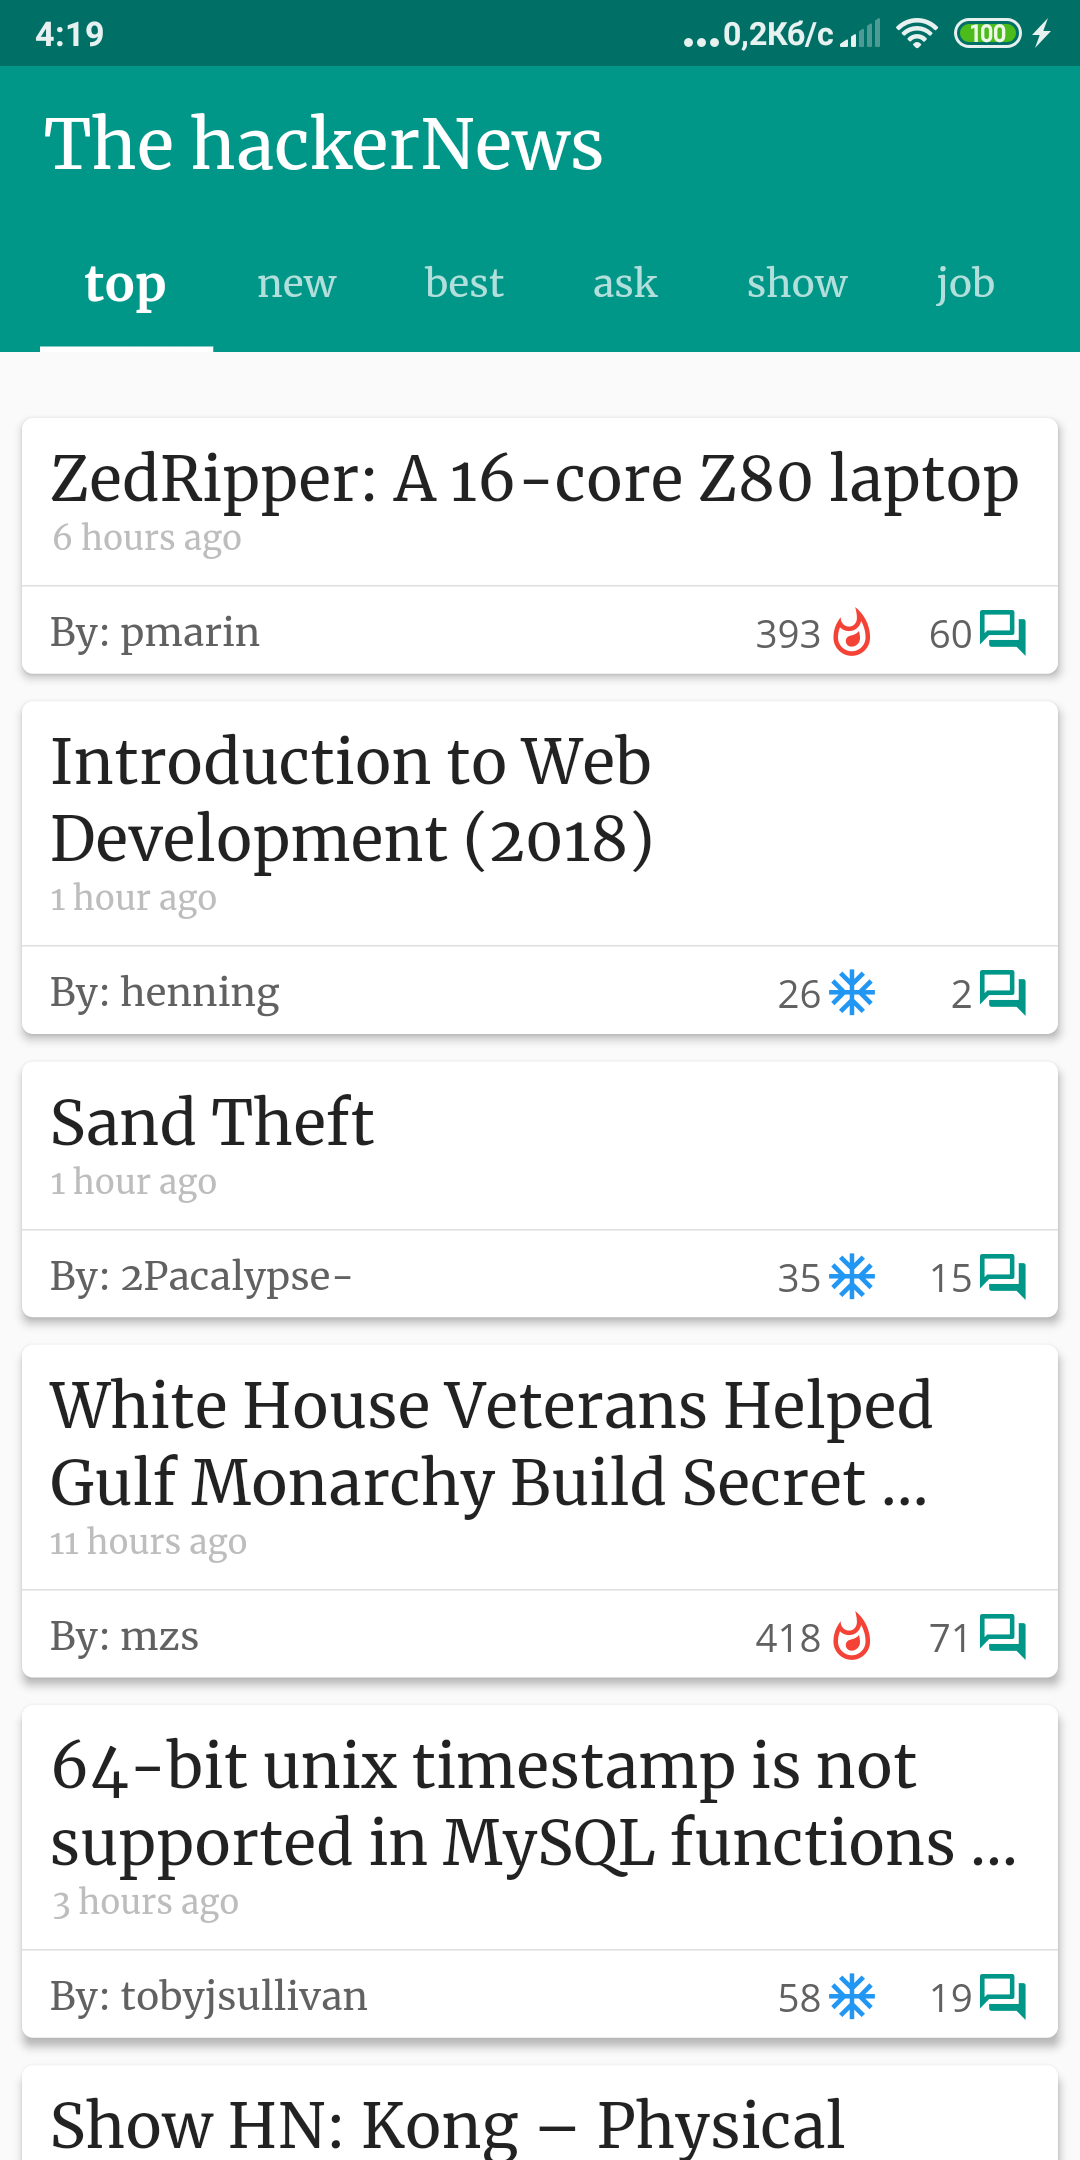 4:19
...0,2Кб/с
100
The hackerNews
top new best ask show job
ZedRipper: A 16-core Z80 laptop
6 hours ago
By: pmarin 393 60
Introduction to Web
Development (2018)
1 hour ago
By: henning 26 2
Sand Theft
1 hour ago
By: 2Pacalypse- 35 15
White House Veterans Helped
Gulf Monarchy Build Secret ...
11 hours ago
By: mzs 418 71
64-bit unix timestamp is not
supported in MySQL functions ...
3 hours ago
By: tobyjsullivan 58 19
Show HN: Kong – Physical